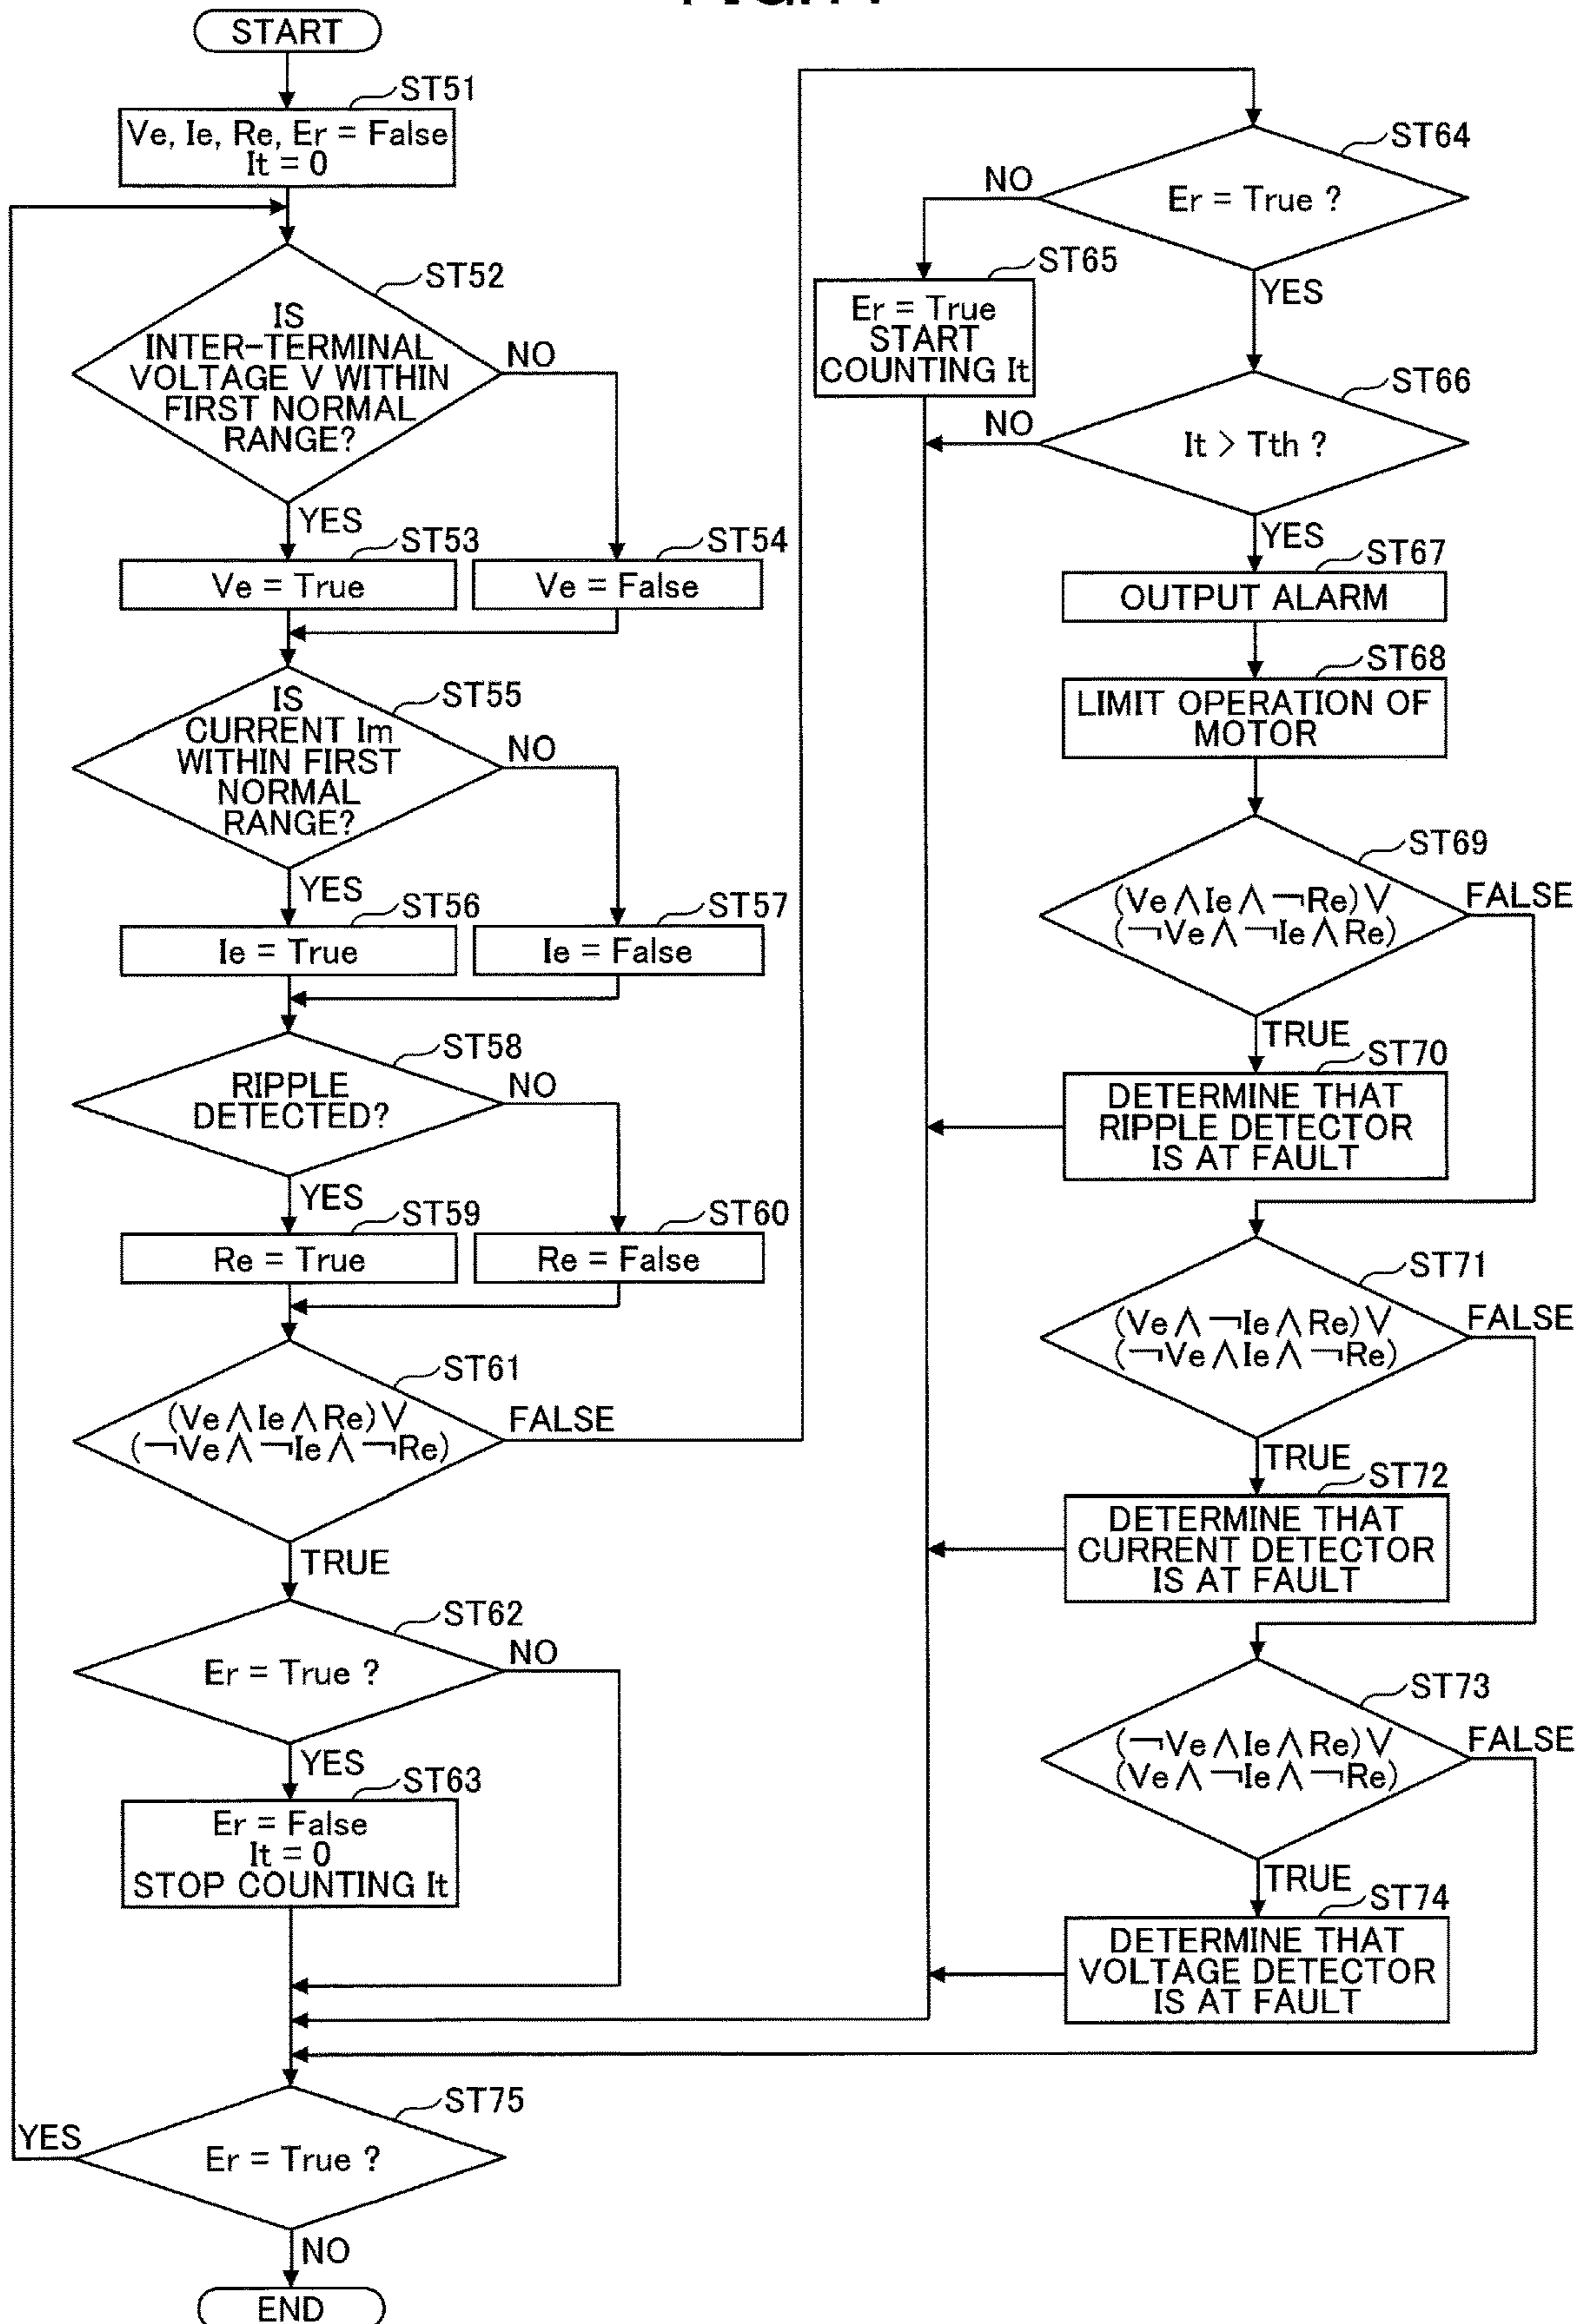 START
ST51
Ve, Ie, Re, Er = False
It = 0
ST52
IS
INTER-TERMINAL
VOLTAGE V WITHIN
FIRST NORMAL
RANGE?
NO
YES
ST53
Ve = True
ST54
Ve = False
ST55
IS
CURRENT Im
WITHIN FIRST
NORMAL
RANGE?
NO
YES
ST56
Ie = True
ST57
Ie = False
ST58
RIPPLE
DETECTED?
NO
YES
ST59
Re = True
ST60
Re = False
ST61
(Ve∧Ie∧Re)∨
(¬Ve∧¬Ie∧¬Re)
FALSE
TRUE
ST62
Er = True ?
NO
YES
ST63
Er = False
It = 0
STOP COUNTING It
ST64
Er = True ?
NO
YES
ST65
Er = True
START
COUNTING It
ST66
It > Tth ?
NO
YES
ST67
OUTPUT ALARM
ST68
LIMIT OPERATION OF
MOTOR
ST69
(Ve∧Ie∧¬Re)∨
(¬Ve∧¬Ie∧Re)
FALSE
TRUE
ST70
DETERMINE THAT
RIPPLE DETECTOR
IS AT FAULT
ST71
(Ve∧¬Ie∧Re)∨
(¬Ve∧Ie∧¬Re)
FALSE
TRUE
ST72
DETERMINE THAT
CURRENT DETECTOR
IS AT FAULT
ST73
(¬Ve∧Ie∧Re)∨
(Ve∧¬Ie∧¬Re)
FALSE
TRUE
ST74
DETERMINE THAT
VOLTAGE DETECTOR
IS AT FAULT
ST75
Er = True ?
YES
NO
END